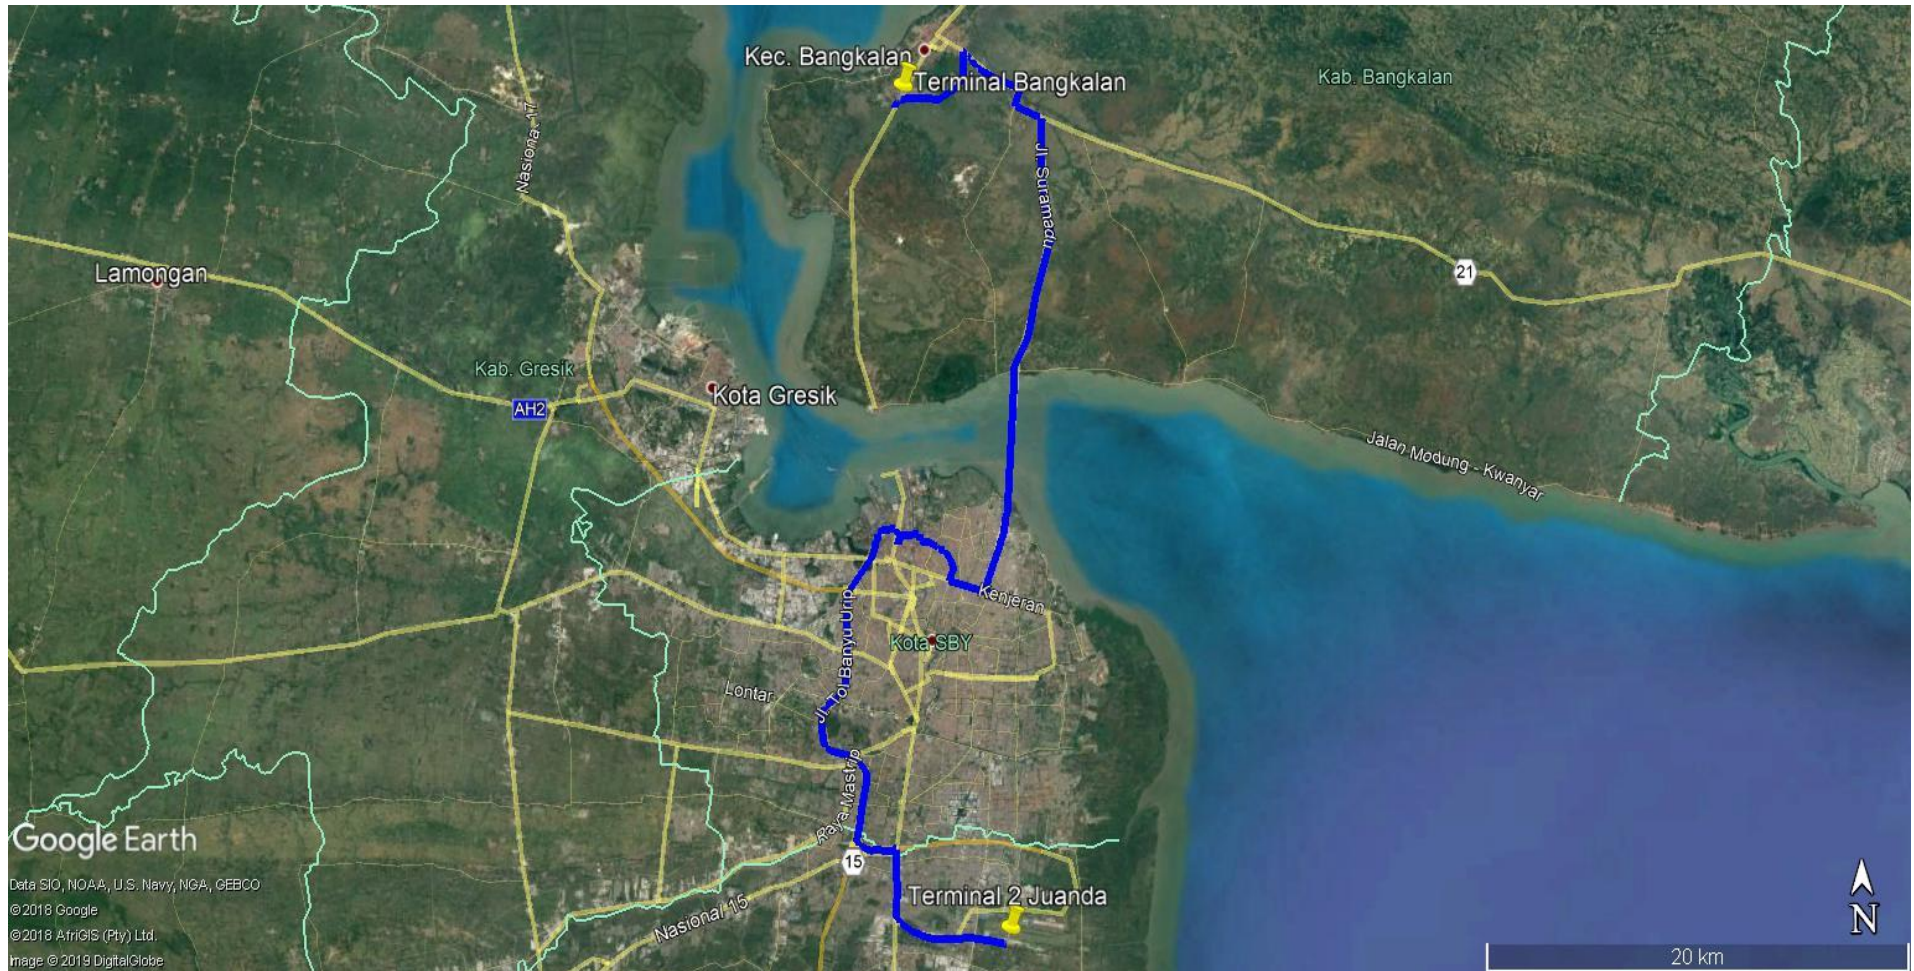 Kec. Bangkalan
Terminal Bangkalan
Kab. Bangkalan
Nasional 17
Jl. Suramadu
Lamongan
21
Kab. Gresik
AH2
Kota Gresik
Jalan Modung - Kwanyar
Kenjeran
Jl. Tol Banyu Urip
Kota SBY
Lontar
Raya Mastrip
Google Earth
15
Data SIO, NOAA, U.S. Navy, NGA, GEBCO
Terminal 2 Juanda
© 2018 Google
Nasional 15
© 2018 AfriGIS (Pty) Ltd.
N
Image © 2019 DigitalGlobe
20 km